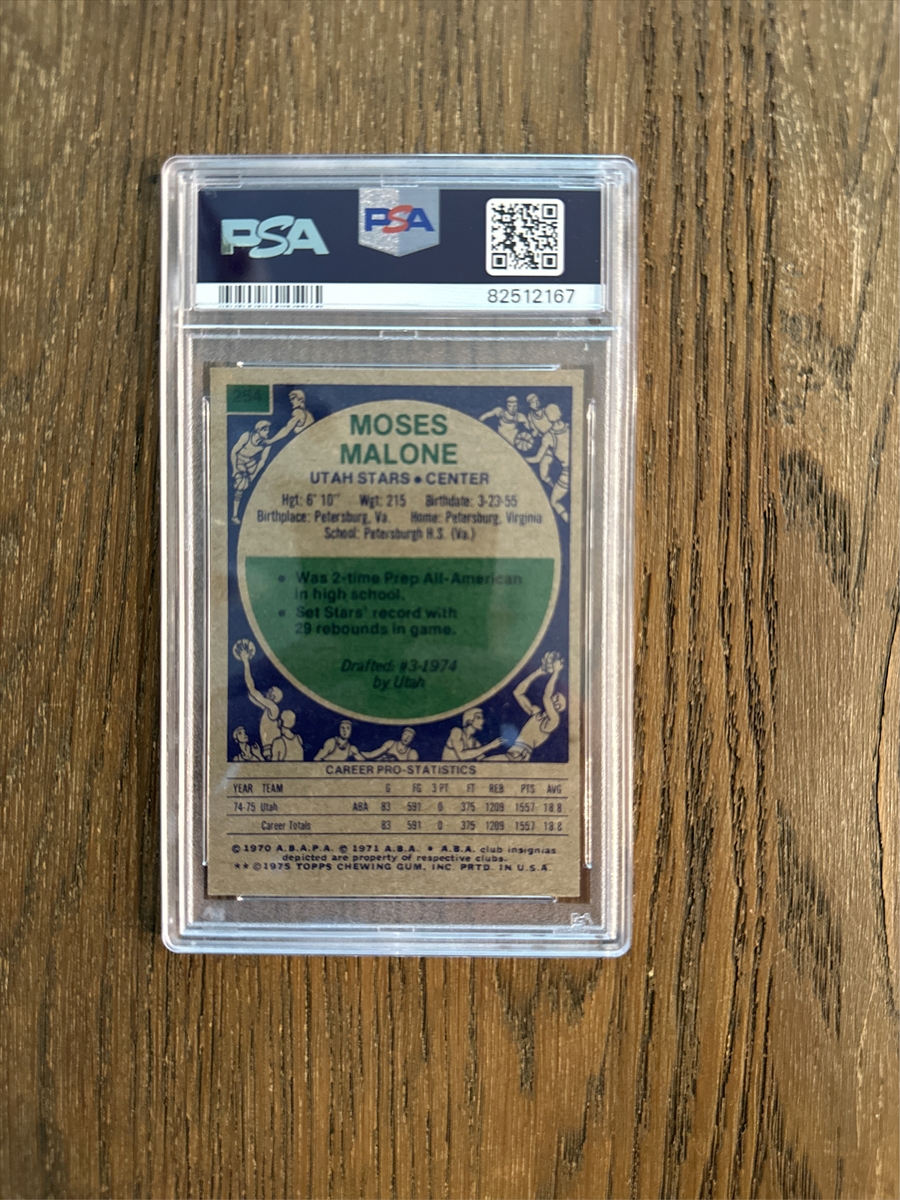 PSA
PSA
82512167
254
MOSES
MALONE
UTAH STARS • CENTER
Hgt: 6' 10" Wgt: 215 Birthdate: 3-23-55
Birthplace: Petersburg, Va. Home: Petersburg, Virginia
School: Petersburgh H.S. (Va.)
• Was 2-time Prep All-American
in high school.
• Set Stars' record with
29 rebounds in game.
Drafted: #3-1974
by Utah
CAREER PRO-STATISTICS
YEAR TEAM G FG 3 PT FT REB PTS AVG
74-75 Utah ABA 83 591 0 375 1209 1557 18.8
Career Totals 83 591 0 375 1209 1557 18.8
© 1970 A.B.A.P.A. © 1971 A.B.A. • A.B.A. club insignias
depicted are property of respective clubs.
★★ © 1975 TOPPS CHEWING GUM, INC. PRTD. IN U.S.A.